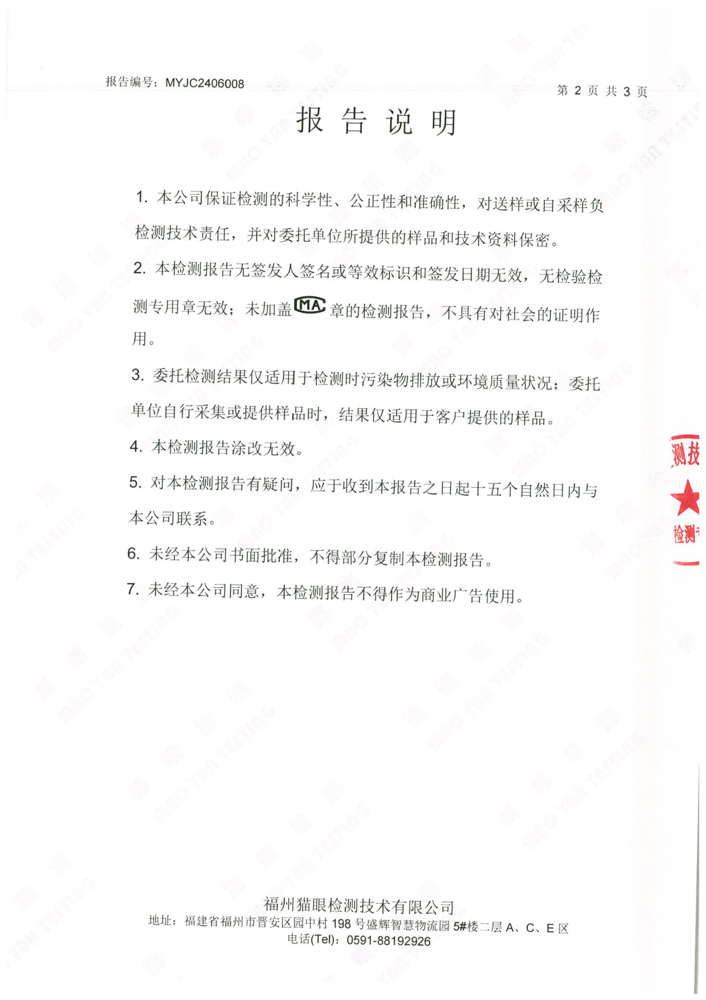 报告编号：MYJC2406008
第 2 页 共 3 页
报 告 说 明
1. 本公司保证检测的科学性、公正性和准确性，对送样或自采样负
检测技术责任，并对委托单位所提供的样品和技术资料保密。
2. 本检测报告无签发人签名或等效标识和签发日期无效，无检验检
测专用章无效；未加盖 MA 章的检测报告，不具有对社会的证明作
用。
3. 委托检测结果仅适用于检测时污染物排放或环境质量状况；委托
单位自行采集或提供样品时，结果仅适用于客户提供的样品。
4. 本检测报告涂改无效。
测技
5. 对本检测报告有疑问，应于收到本报告之日起十五个自然日内与
本公司联系。
检测
6. 未经本公司书面批准，不得部分复制本检测报告。
7. 未经本公司同意，本检测报告不得作为商业广告使用。
福州猫眼检测技术有限公司
地址：福建省福州市晋安区园中村 198 号盛辉智慧物流园 5#楼二层 A、C、E 区
电话(Tel)：0591-88192926